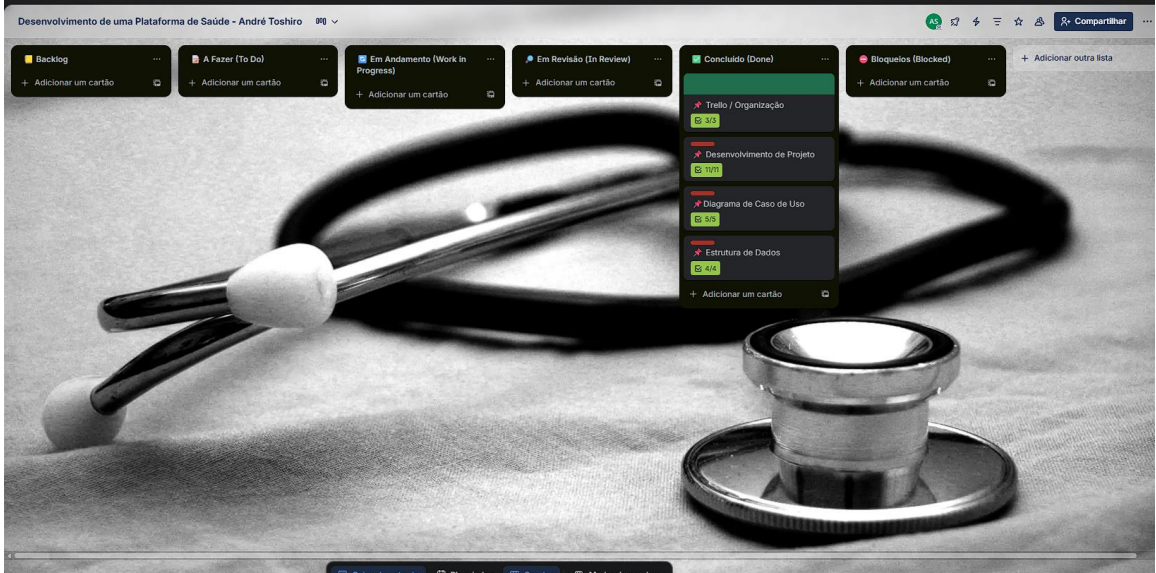 Desenvolvimento de uma Plataforma de Saúde - André Toshiro
AS
Compartilhar
Backlog
+ Adicionar um cartão
A Fazer (To Do)
+ Adicionar um cartão
Em Andamento (Work in
Progress)
+ Adicionar um cartão
Em Revisão (In Review)
+ Adicionar um cartão
Concluído (Done)
Trello / Organização
3/3
Desenvolvimento de Projeto
11/11
Diagrama de Caso de Uso
5/5
Estrutura de Dados
4/4
+ Adicionar um cartão
Bloqueios (Blocked)
+ Adicionar um cartão
+ Adicionar outra lista